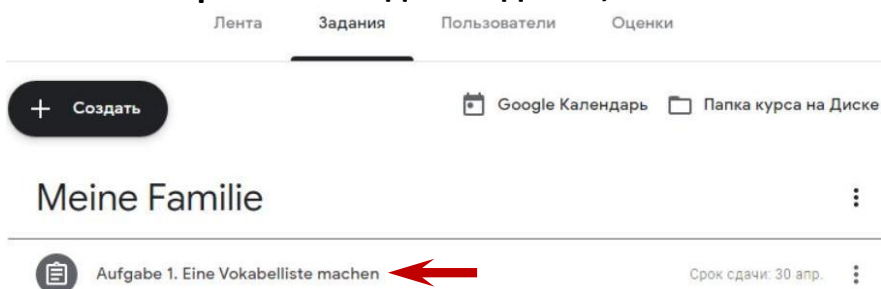 Лента Задания Пользователи Оценки
+ Создать Google Календарь Папка курса на Диске
Meine Familie
Aufgabe 1. Eine Vokabelliste machen Срок сдачи: 30 апр.